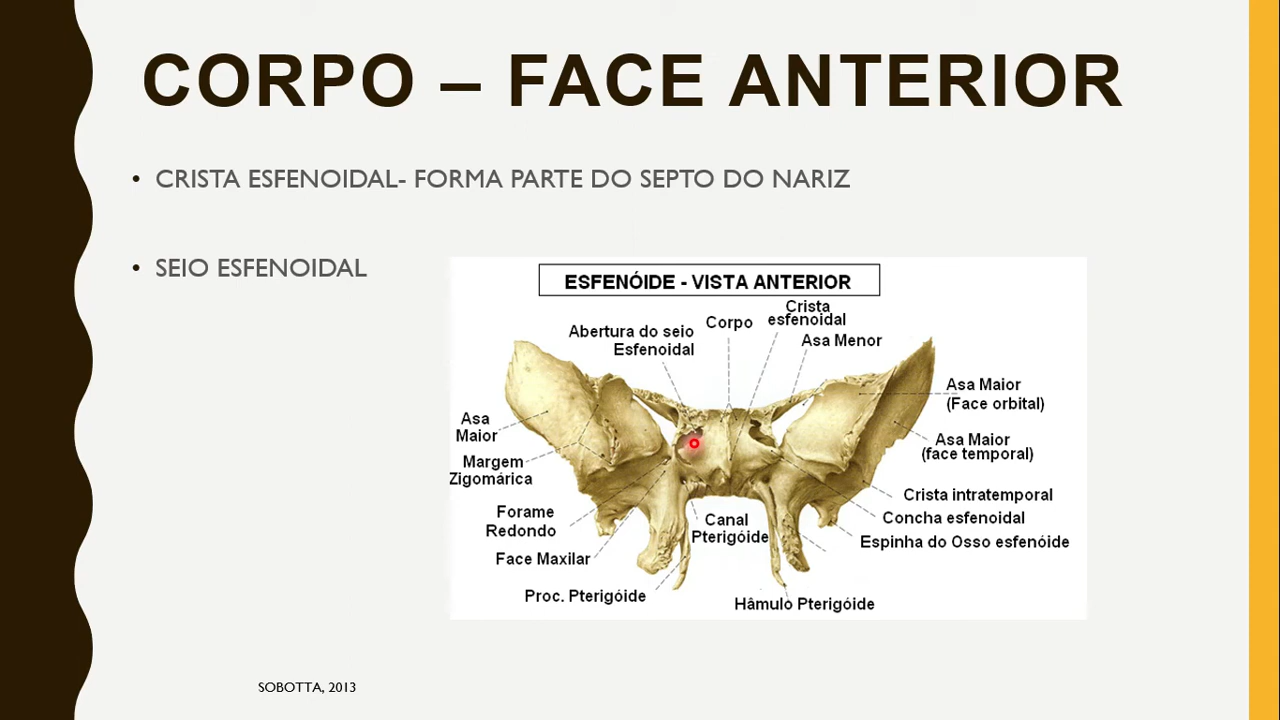 CORPO – FACE ANTERIOR
• CRISTA ESFENOIDAL- FORMA PARTE DO SEPTO DO NARIZ
• SEIO ESFENOIDAL
ESFENÓIDE - VISTA ANTERIOR
Abertura do seio
Esfenoidal
Corpo
Crista
esfenoidal
Asa Menor
Asa Maior
(Face orbital)
Asa Maior
(face temporal)
Crista intratemporal
Concha esfenoidal
Espinha do Osso esfenóide
Asa
Maior
Margem
Zigomárica
Forame
Redondo
Face Maxilar
Proc. Pterigóide
Canal
Pterigóide
Hâmulo Pterigóide
SOBOTTA, 2013